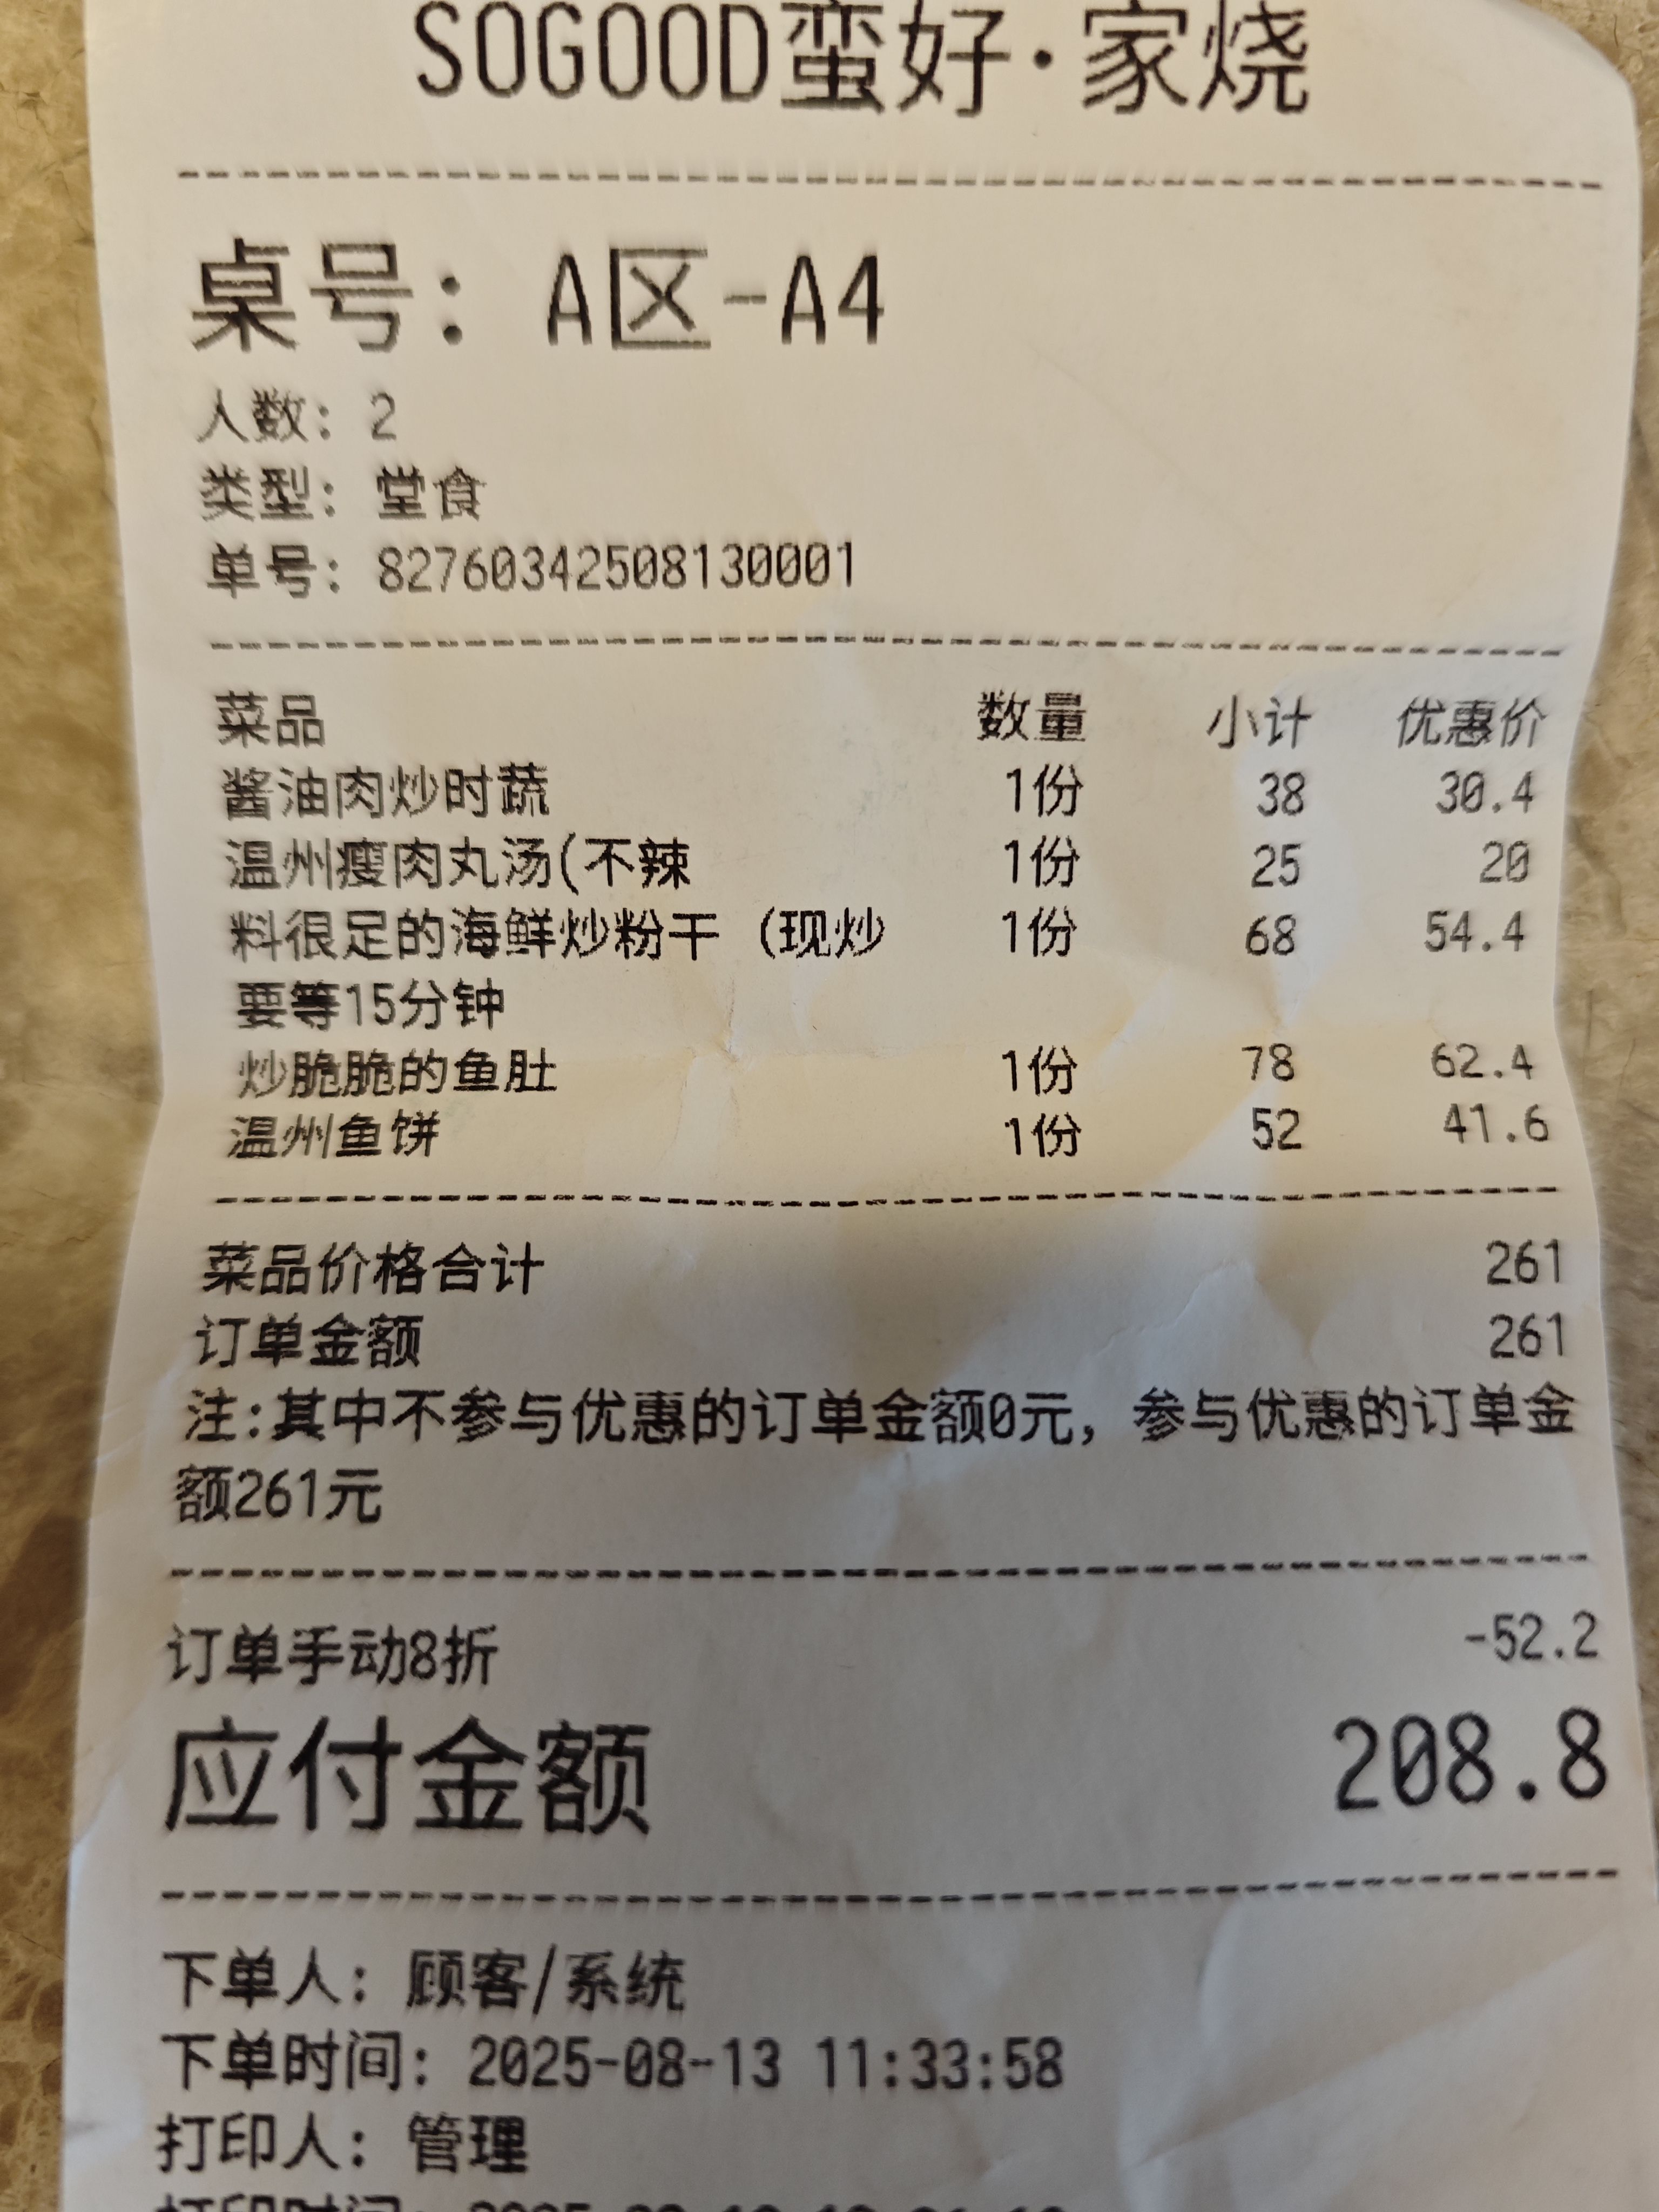 SOGOOD蛮好·家烧
桌号: A区-A4
人数: 2
类型: 堂食
单号: 82760342508130001
菜品 数量 小计 优惠价
酱油肉炒时蔬 1份 38 30.4
温州瘦肉丸汤(不辣 1份 25 20
料很足的海鲜炒粉干 (现炒 1份 68 54.4
要等15分钟
炒脆脆的鱼肚 1份 78 62.4
温州鱼饼 1份 52 41.6
菜品价格合计 261
订单金额 261
注:其中不参与优惠的订单金额0元, 参与优惠的订单金
额261元
订单手动8折 -52.2
应付金额 208.8
下单人: 顾客/系统
下单时间: 2025-08-13 11:33:58
打印人: 管理
打印时间: